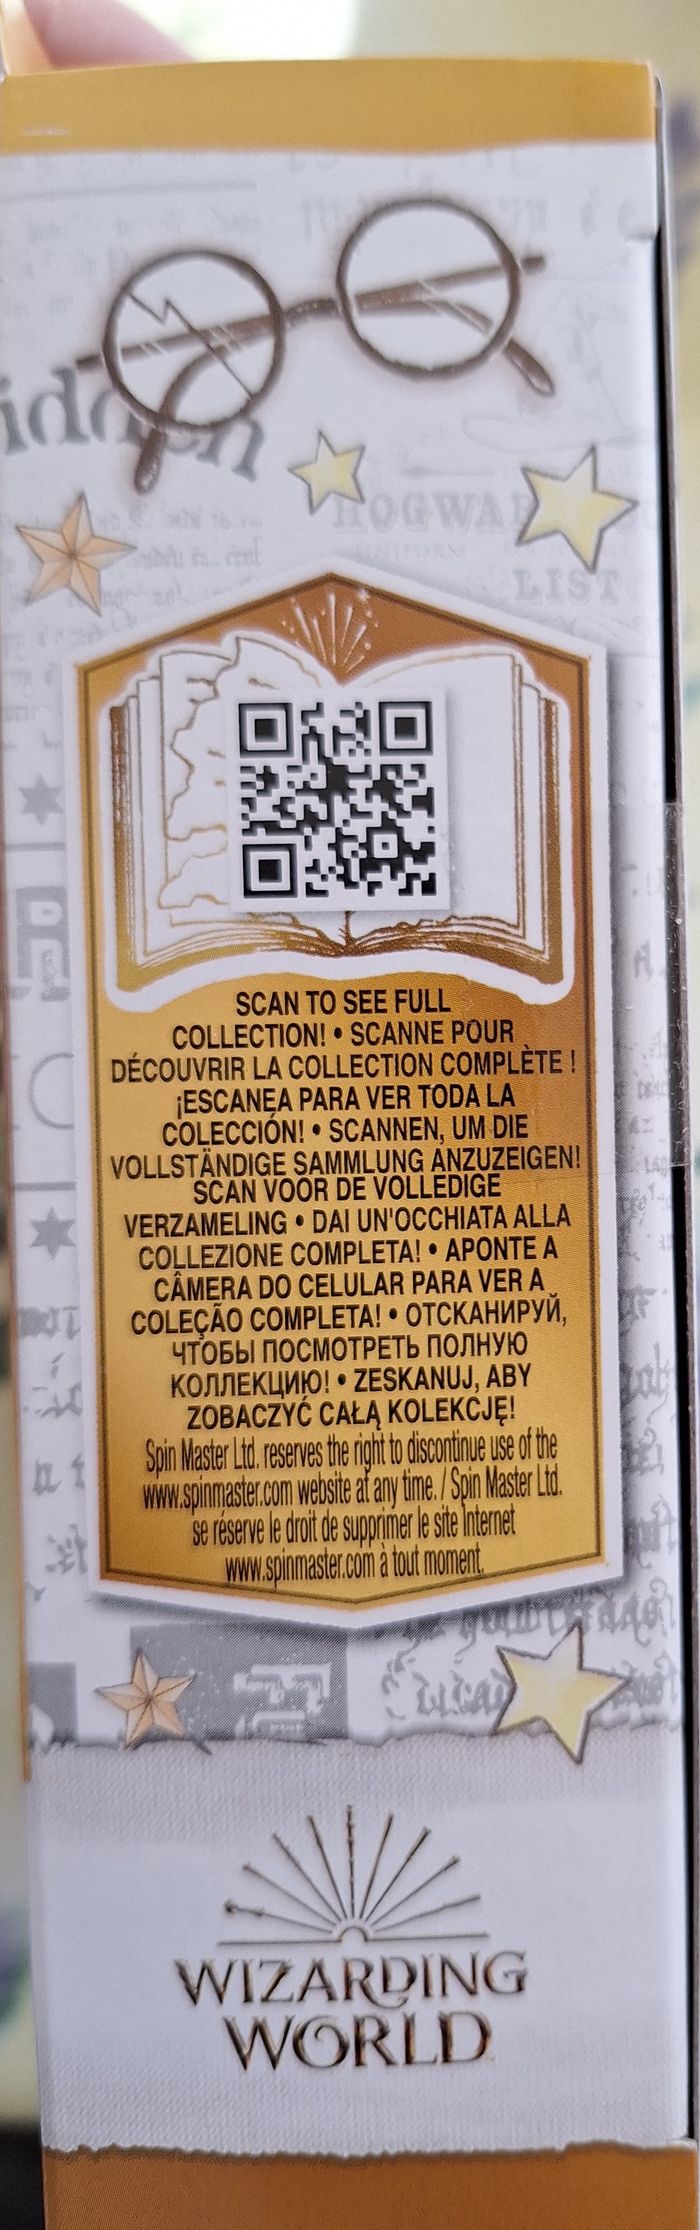 idden
HOGWAR
UNIFORM
LIST
SCAN TO SEE FULL
COLLECTION! • SCANNE POUR
DÉCOUVRIR LA COLLECTION COMPLÈTE !
¡ESCANEA PARA VER TODA LA
COLECCIÓN! • SCANNEN, UM DIE
VOLLSTÄNDIGE SAMMLUNG ANZUZEIGEN!
SCAN VOOR DE VOLLEDIGE
VERZAMELING • DAI UN'OCCHIATA ALLA
COLLEZIONE COMPLETA! • APONTE A
CÂMERA DO CELULAR PARA VER A
COLEÇÃO COMPLETA! • ОТСКАНИРУЙ,
ЧТОБЫ ПОСМОТРЕТЬ ПОЛНУЮ
КОЛЛЕКЦИЮ! • ZESKANUJ, ABY
ZOBACZYĆ CAŁĄ KOLEKCJĘ!
Spin Master Ltd. reserves the right to discontinue use of the
www.spinmaster.com website at any time. / Spin Master Ltd.
se réserve le droit de supprimer le site Internet
www.spinmaster.com à tout moment.
WIZARDING
WORLD